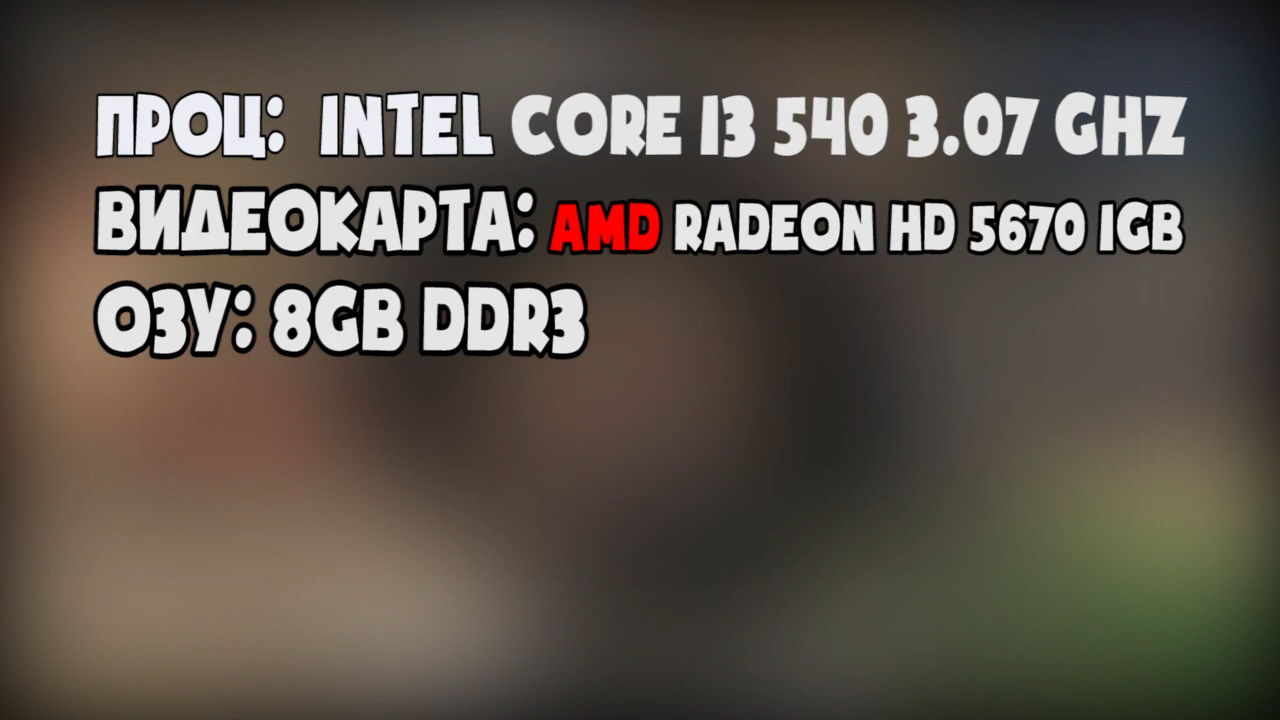 ПРОЦ: INTEL CORE I3 540 3.07 GHZ
ВИДЕОКАРТА: AMD RADEON HD 5670 1GB
ОЗУ: 8GB DDR3